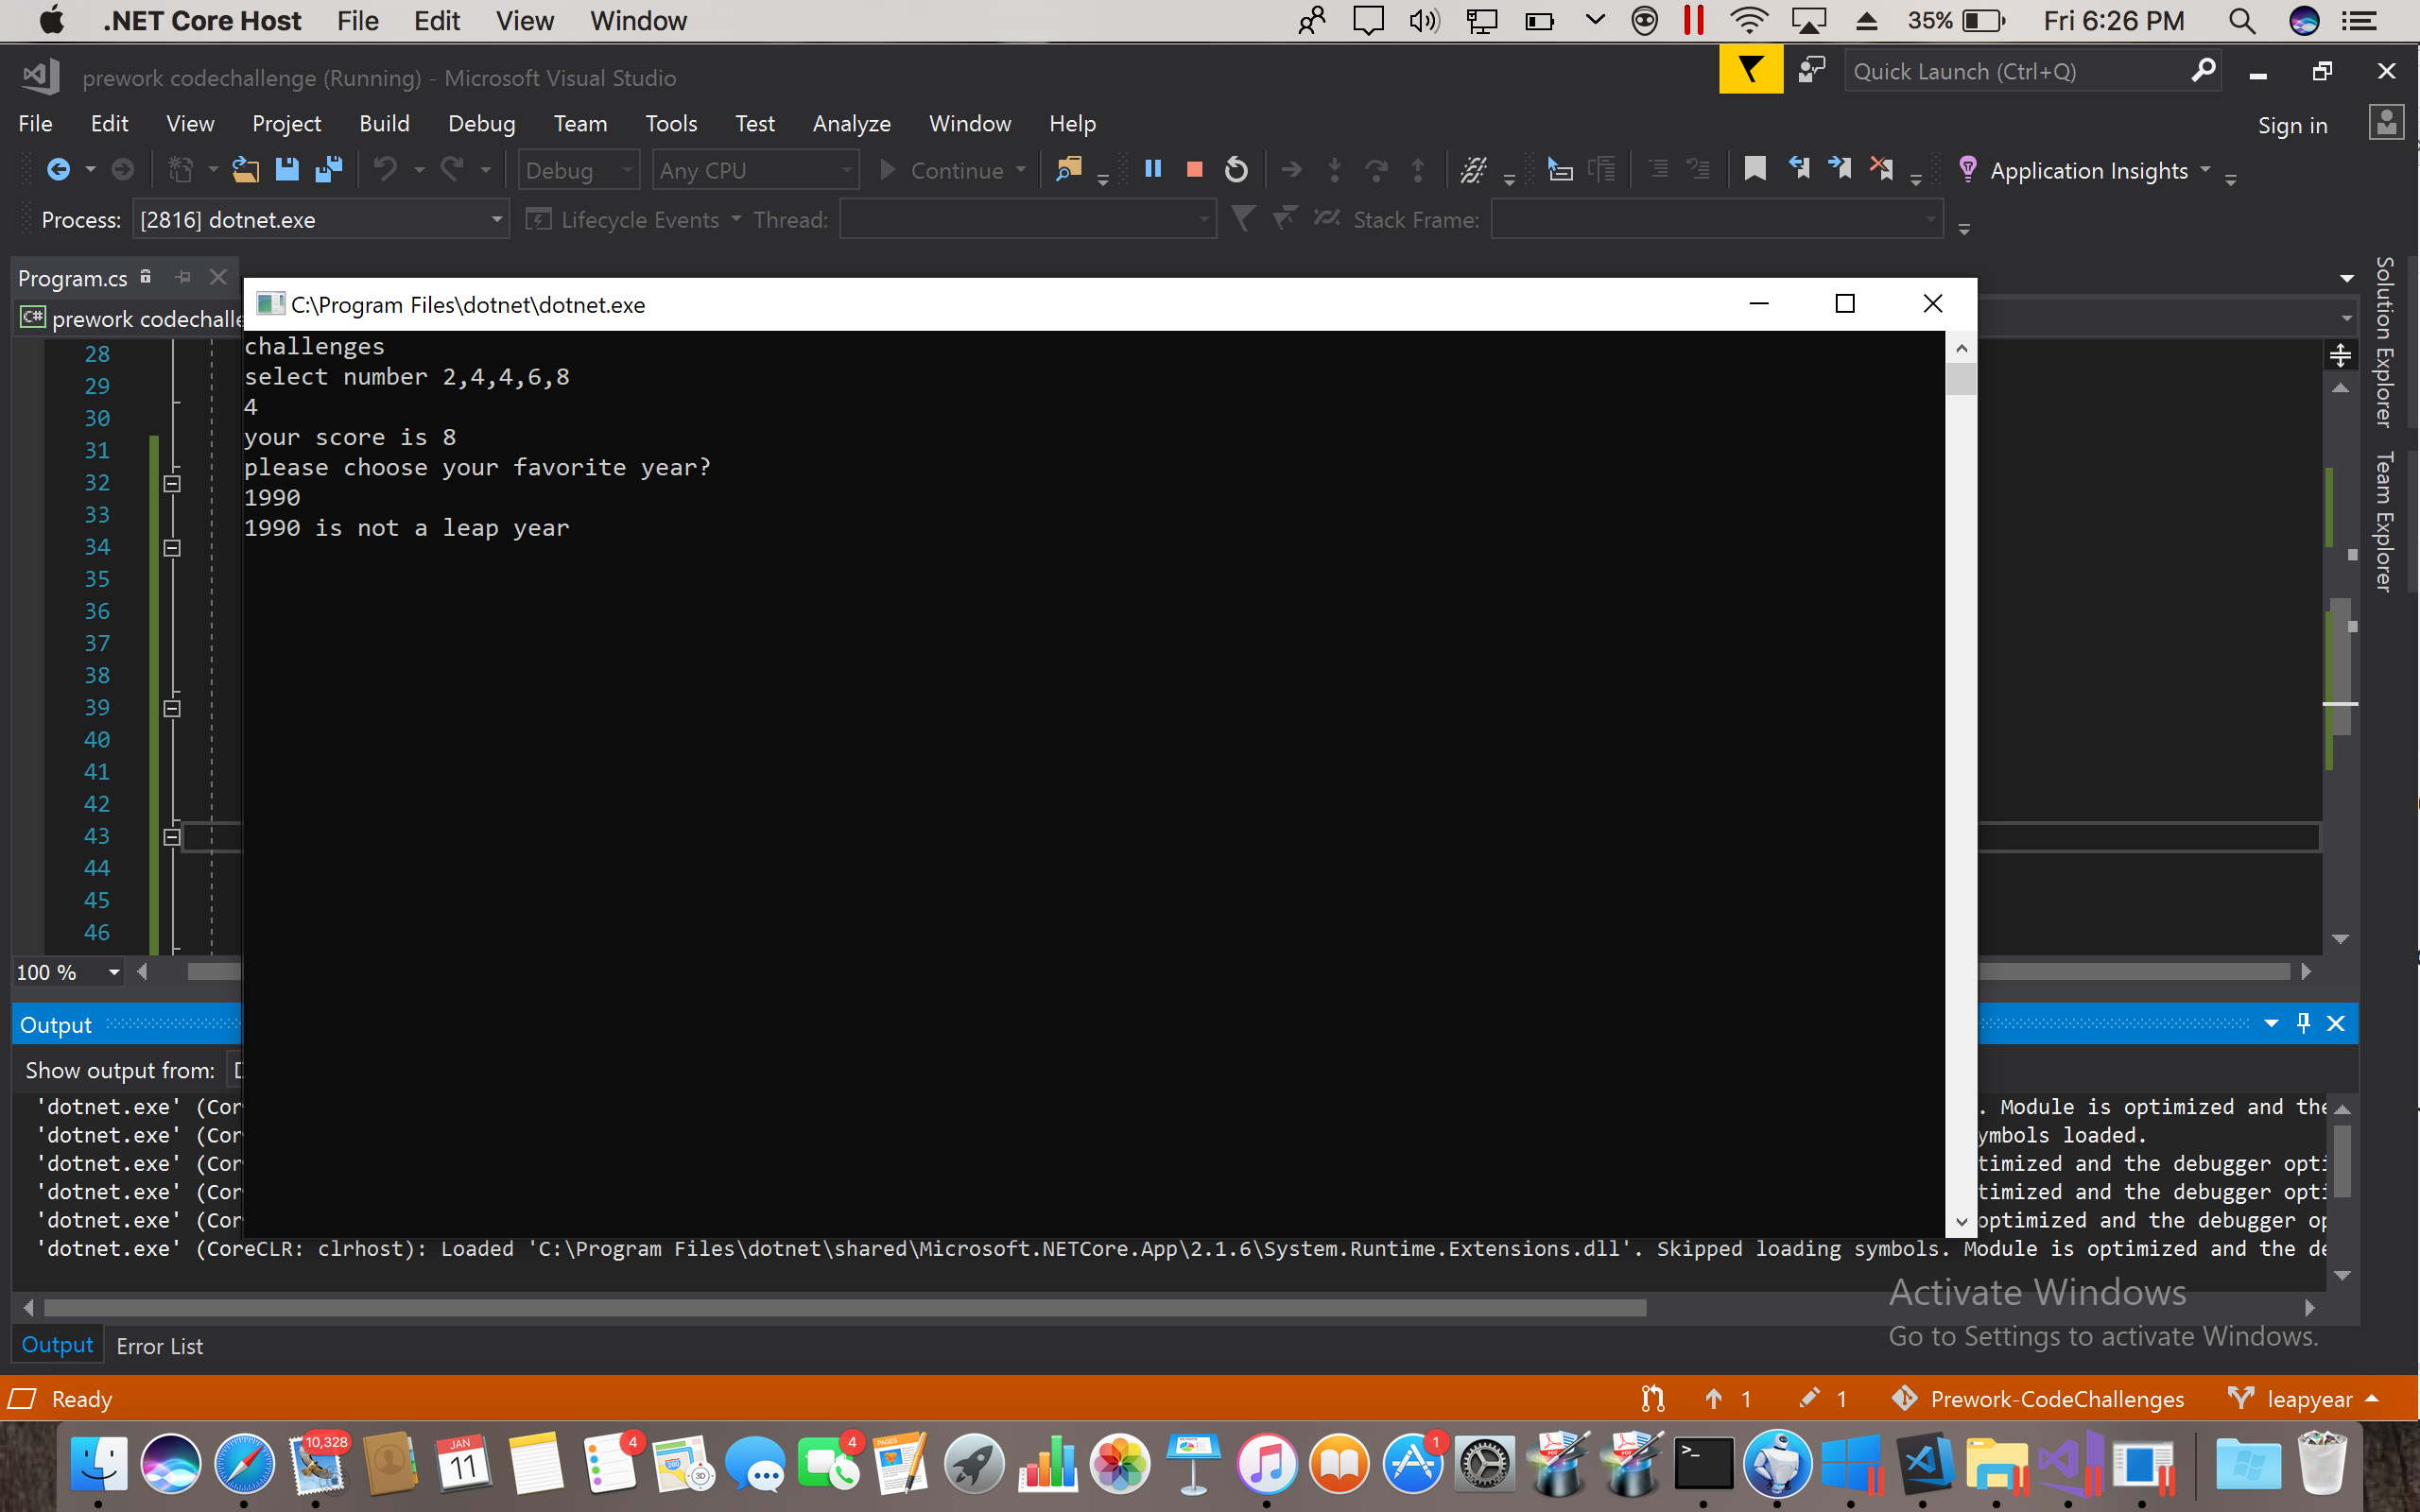 .NET Core Host File Edit View Window 35% Fri 6:26 PM
prework codechallenge (Running) - Microsoft Visual Studio Quick Launch (Ctrl+Q)
File Edit View Project Build Debug Team Tools Test Analyze Window Help Sign in
Debug Any CPU Continue Application Insights
Process: [2816] dotnet.exe Lifecycle Events Thread: Stack Frame:
Program.cs
C:\Program Files\dotnet\dotnet.exe
C# prework codechalle
Solution Explorer
Team Explorer
challenges
select number 2,4,4,6,8
4
your score is 8
please choose your favorite year?
1990
1990 is not a leap year
28
29
30
31
32
33
34
35
36
37
38
39
40
41
42
43
44
45
46
100 %
Output
Show output from:
'dotnet.exe' (Cor . Module is optimized and the
'dotnet.exe' (Cor ymbols loaded.
'dotnet.exe' (Cor timized and the debugger opti
'dotnet.exe' (Cor timized and the debugger opti
'dotnet.exe' (Cor optimized and the debugger op
'dotnet.exe' (CoreCLR: clrhost): Loaded 'C:\Program Files\dotnet\shared\Microsoft.NETCore.App\2.1.6\System.Runtime.Extensions.dll'. Skipped loading symbols. Module is optimized and the de
Activate Windows
Go to Settings to activate Windows.
Output Error List
Ready 1 1 Prework-CodeChallenges leapyear
10,328 JAN 11 4 3D 4 PAGES 1